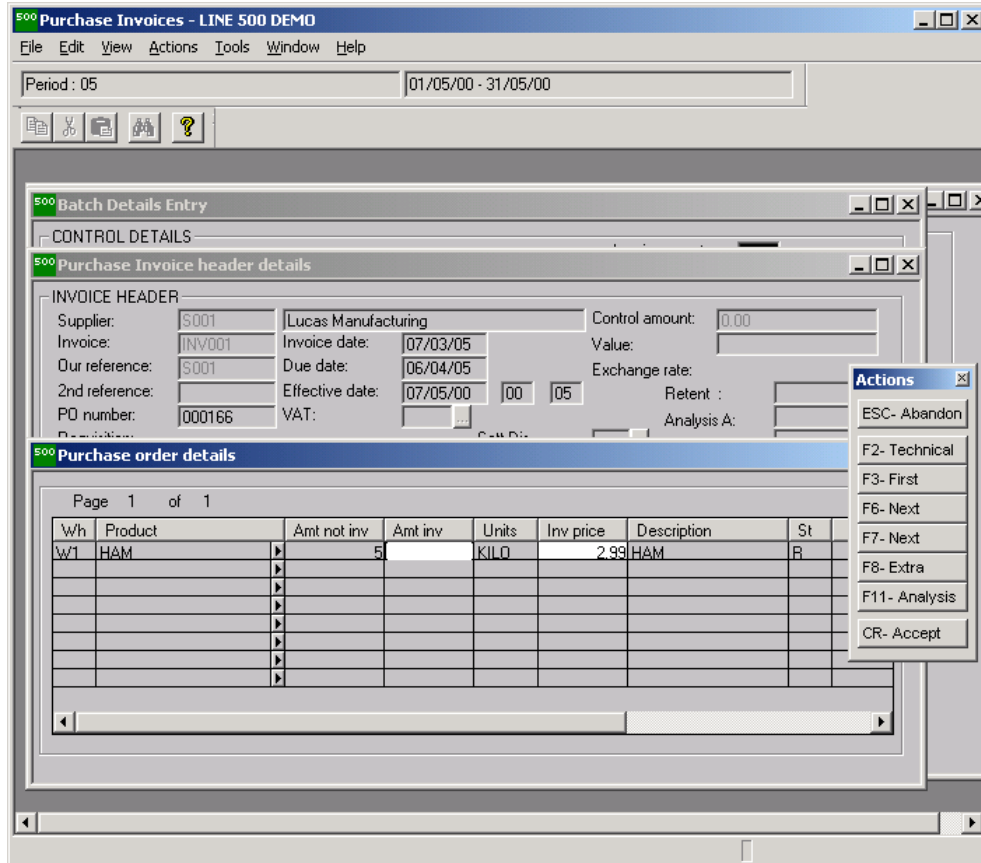 500 Purchase Invoices - LINE 500 DEMO
File Edit View Actions Tools Window Help
Period : 05 01/05/00 - 31/05/00
500 Batch Details Entry
CONTROL DETAILS
500 Purchase Invoice header details
INVOICE HEADER
Supplier: S001 Lucas Manufacturing Control amount: 0.00
Invoice: INV001 Invoice date: 07/03/05 Value:
Our reference: S001 Due date: 06/04/05 Exchange rate:
2nd reference: Effective date: 07/05/00 00 05 Retent :
PO number: 000166 VAT: ... Analysis A:
500 Purchase order details
Page 1 of 1
Wh Product Amt not inv Amt inv Units Inv price Description St
W1 HAM 5 KILO 2.99 HAM R
Actions
ESC- Abandon
F2- Technical
F3- First
F6- Next
F7- Next
F8- Extra
F11- Analysis
CR- Accept